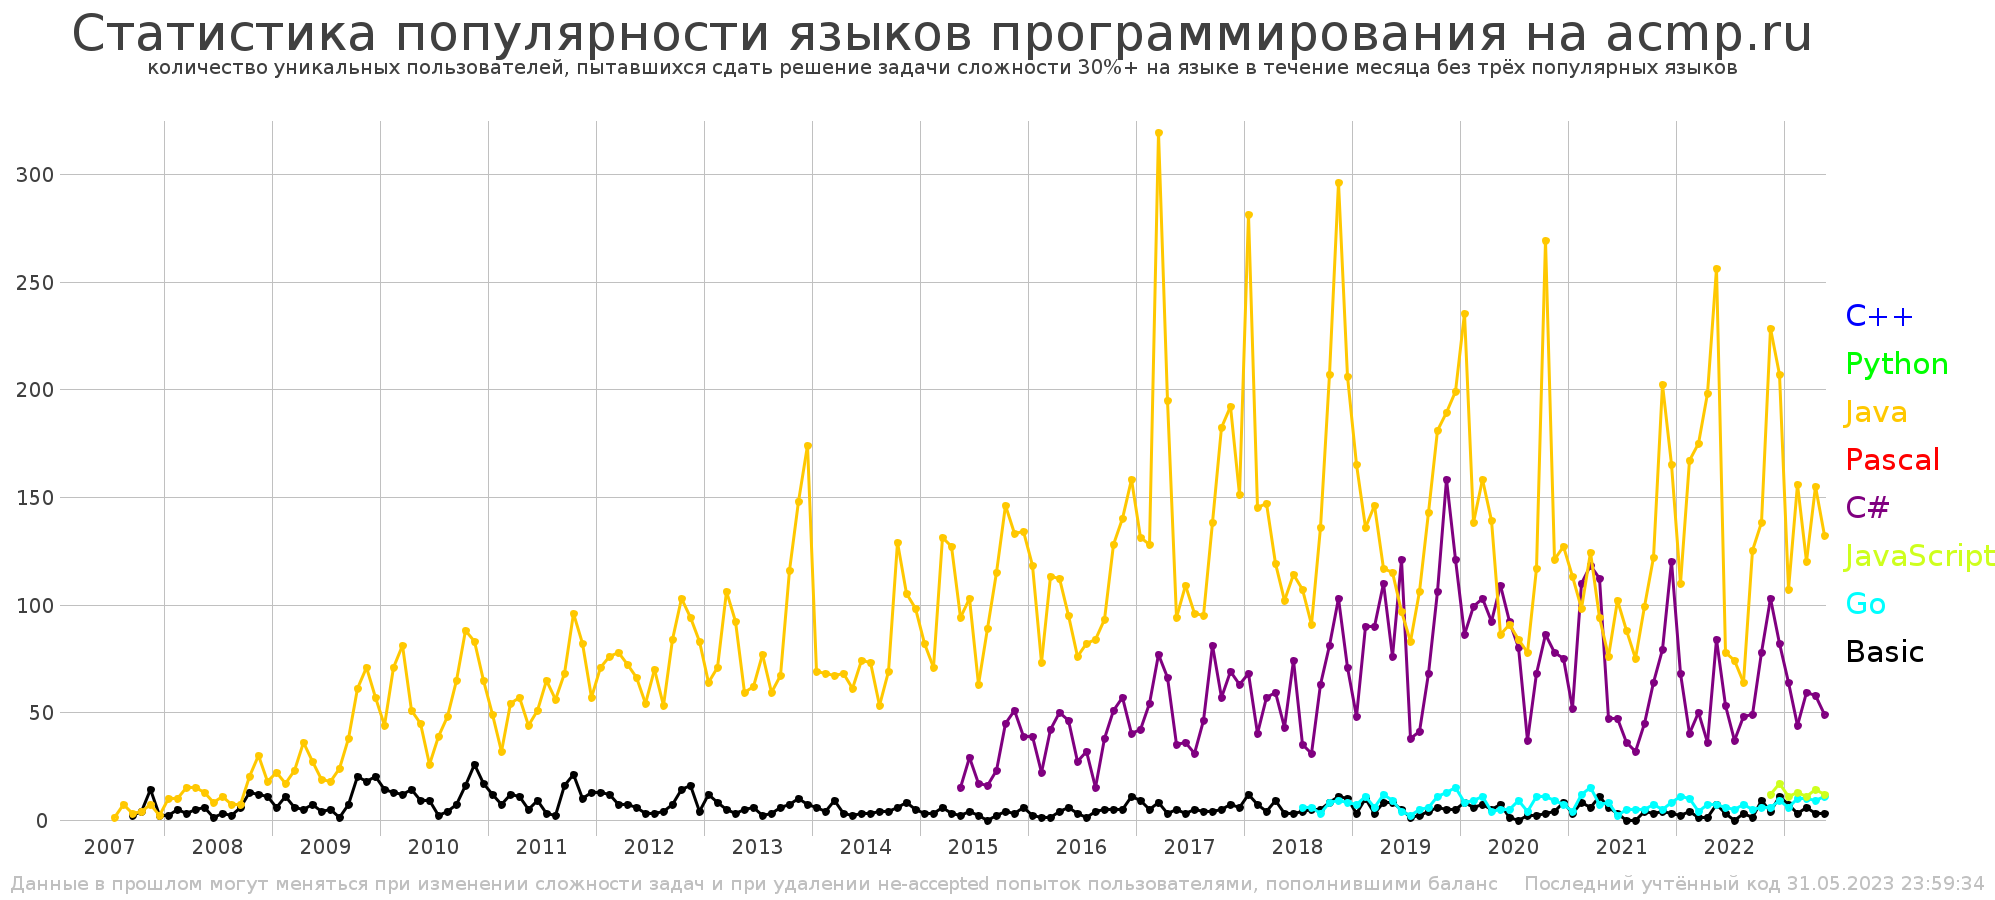 Статистика популярности языков программирования на acmp.ru
количество уникальных пользователей, пытавшихся сдать решение задачи сложности 30%+ на языке в течение месяца без трёх популярных языков
300
250
200
150
100
50
0
C++
Python
Java
Pascal
C#
JavaScript
Go
Basic
2007 2008 2009 2010 2011 2012 2013 2014 2015 2016 2017 2018 2019 2020 2021 2022
Данные в прошлом могут меняться при изменении сложности задач и при удалении не-accepted попыток пользователями, пополнившими баланс Последний учтённый код 31.05.2023 23:59:34